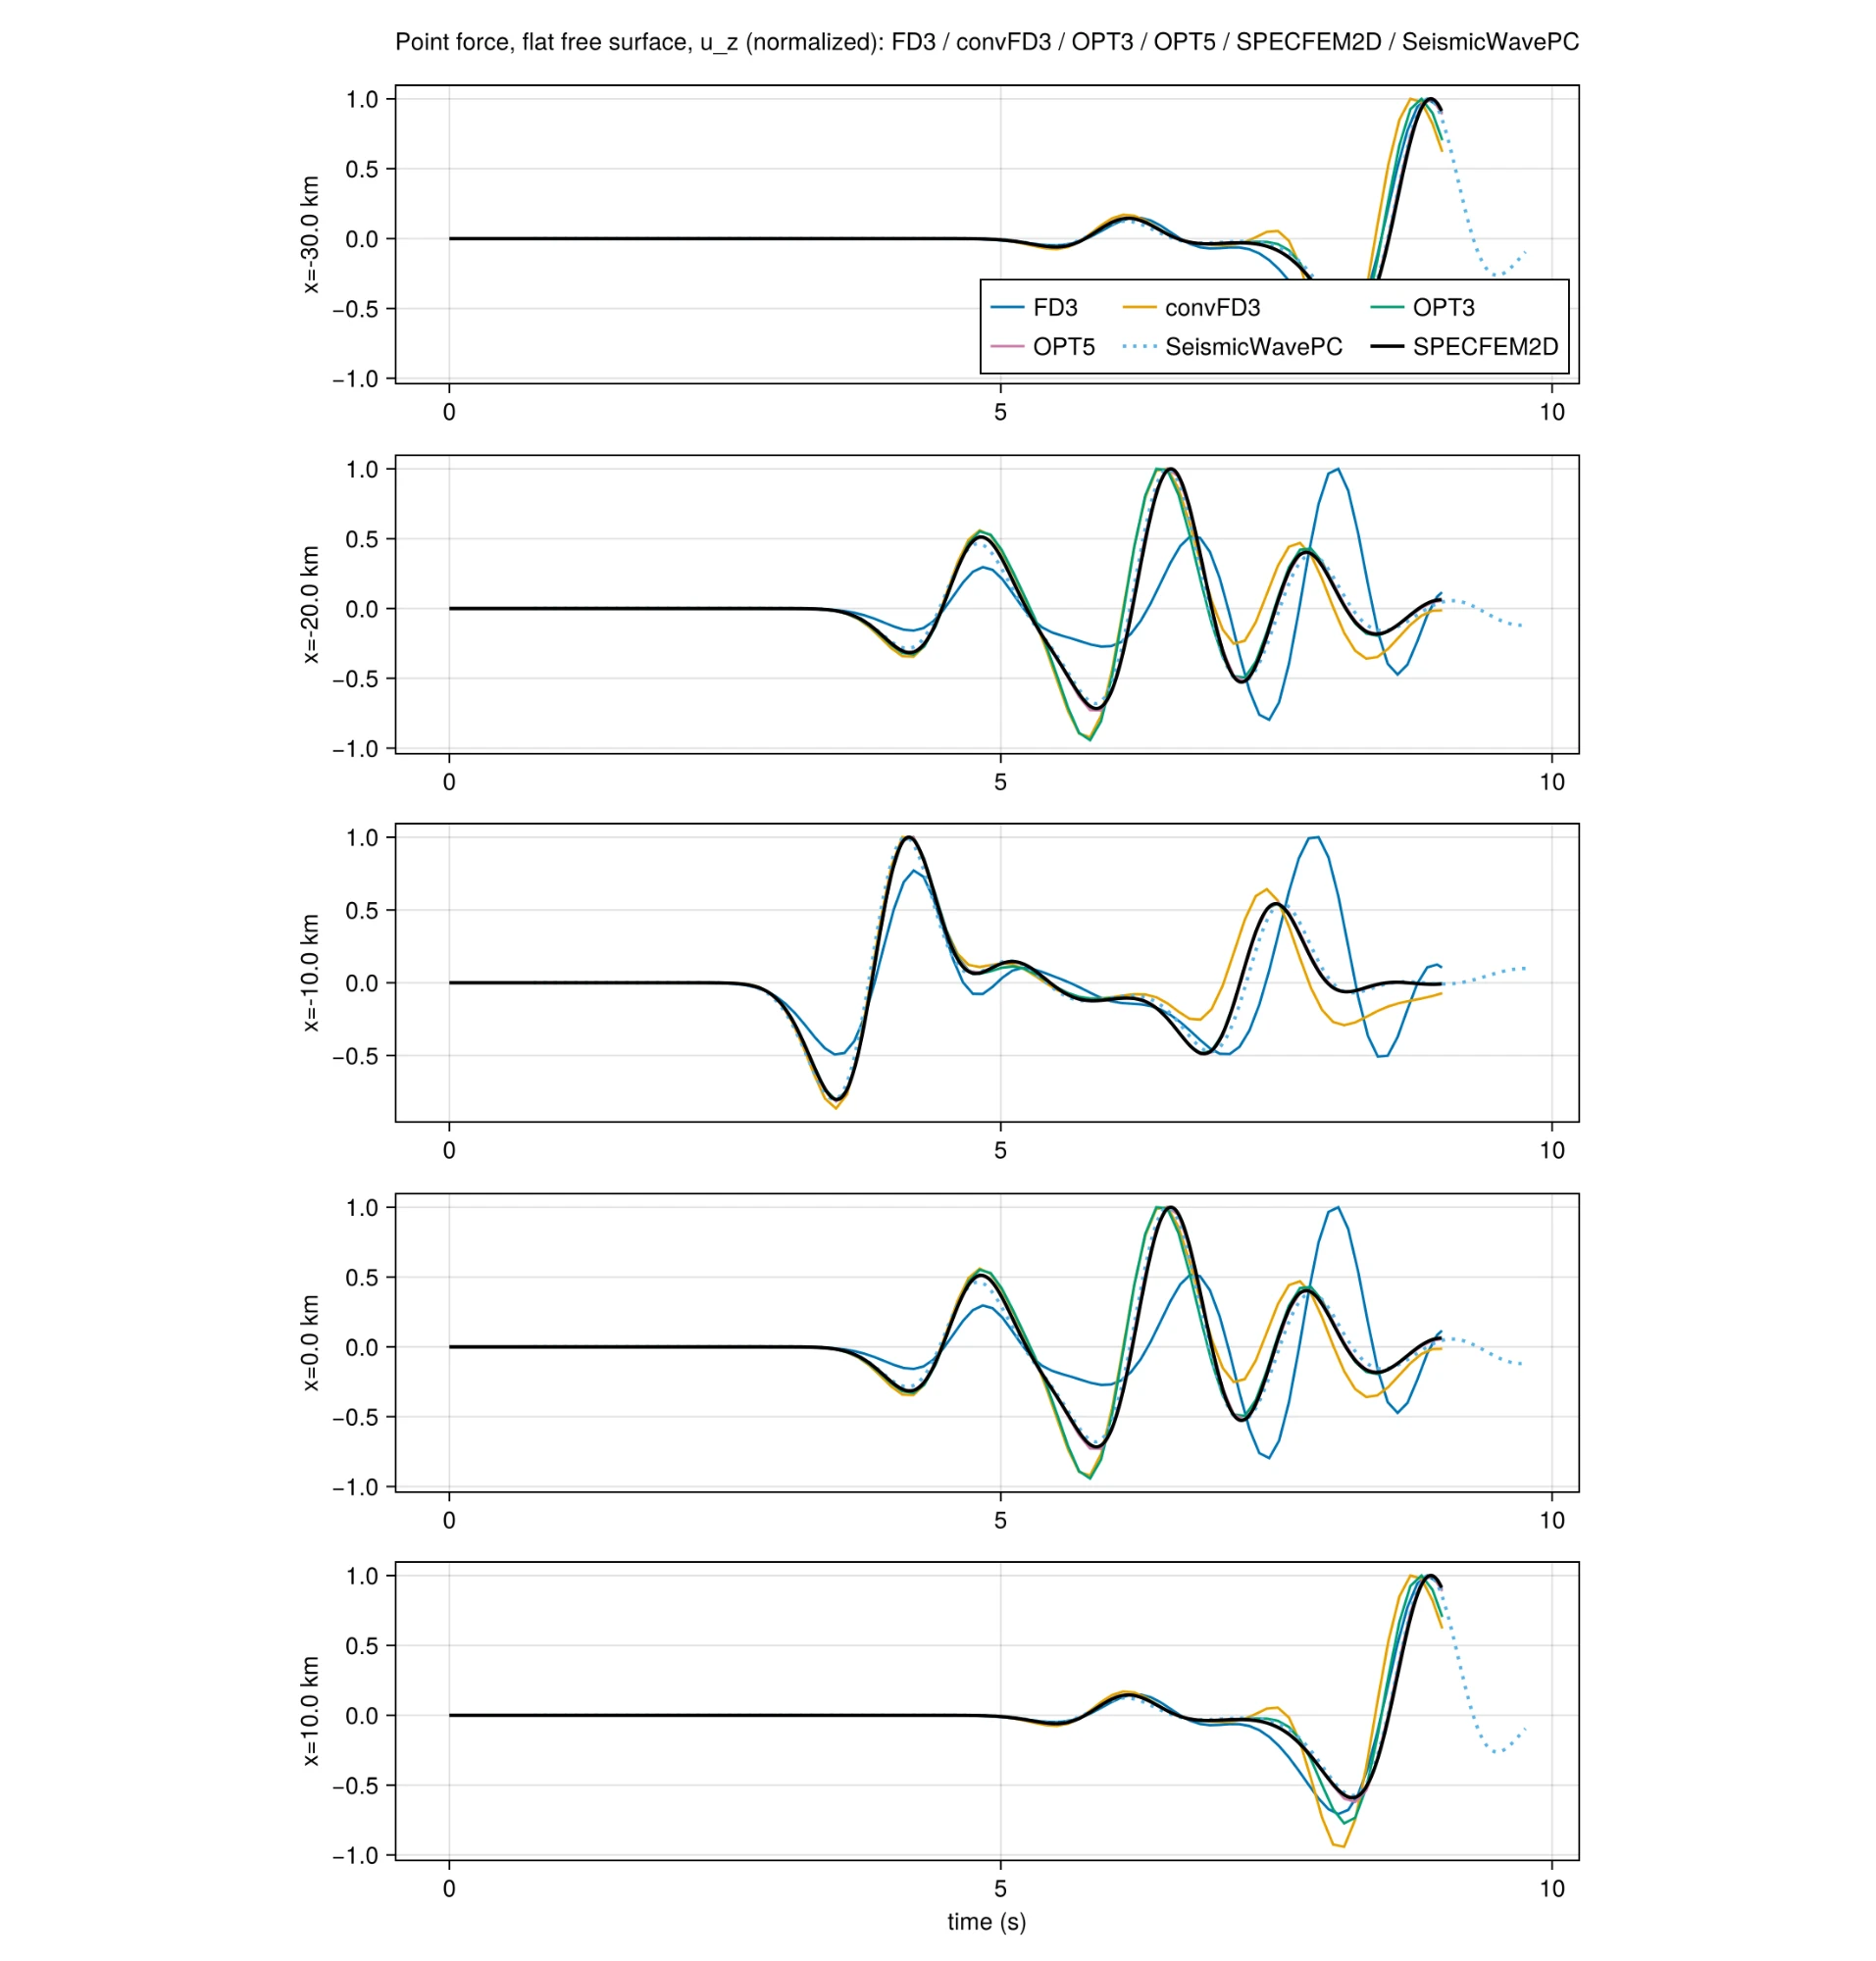 Point force, flat free surface, u_z (normalized): FD3 / convFD3 / OPT3 / OPT5 / SPECFEM2D / SeismicWavePC
x=-30.0 km
1.0
0.5
0.0
−0.5
−1.0
FD3 convFD3 OPT3
OPT5 SeismicWavePC SPECFEM2D
0 5 10
x=-20.0 km
1.0
0.5
0.0
−0.5
−1.0
0 5 10
x=-10.0 km
1.0
0.5
0.0
−0.5
0 5 10
x=0.0 km
1.0
0.5
0.0
−0.5
−1.0
0 5 10
x=10.0 km
1.0
0.5
0.0
−0.5
−1.0
0 5 10
time (s)